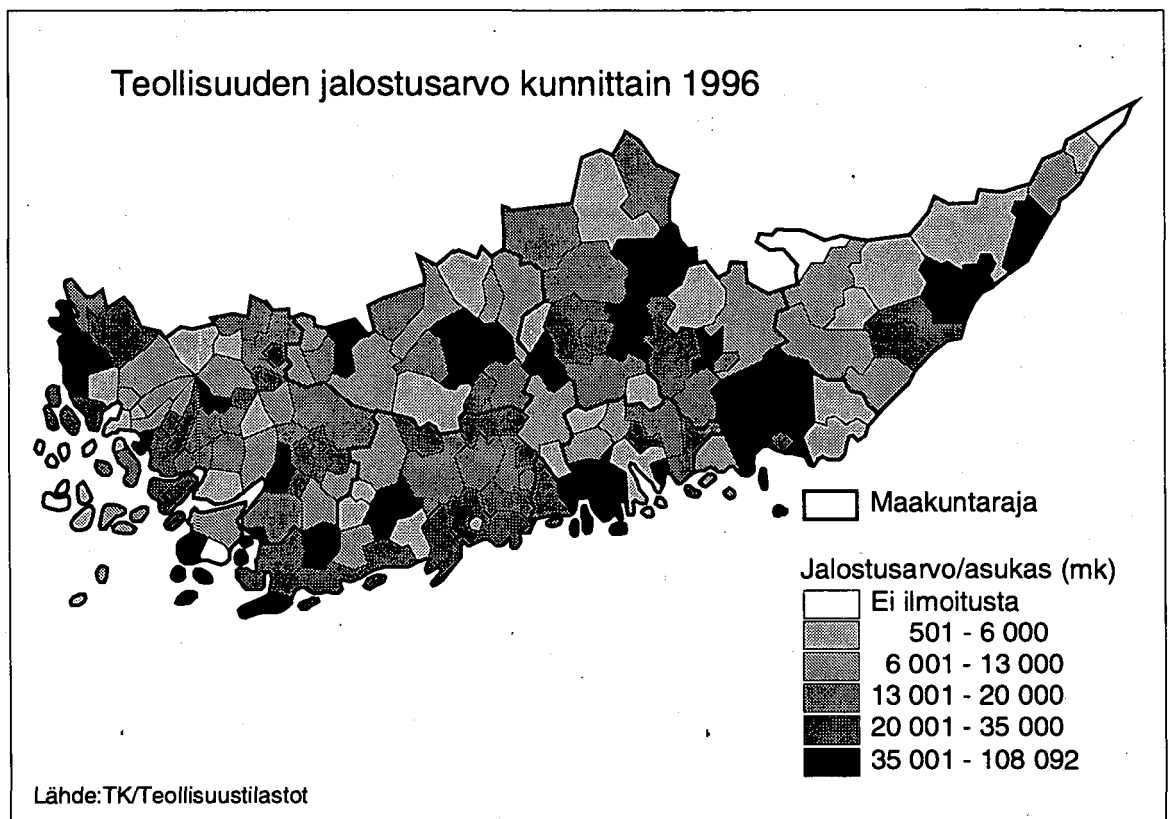 Teollisuuden jalostusarvo kunnittain 1996
Maakuntaraja
Jalostusarvo/asukas (mk)
Ei ilmoitusta
501 - 6 000
6 001 - 13 000
13 001 - 20 000
20 001 - 35 000
35 001 - 108 092
Lähde:TK/Teollisuustilastot